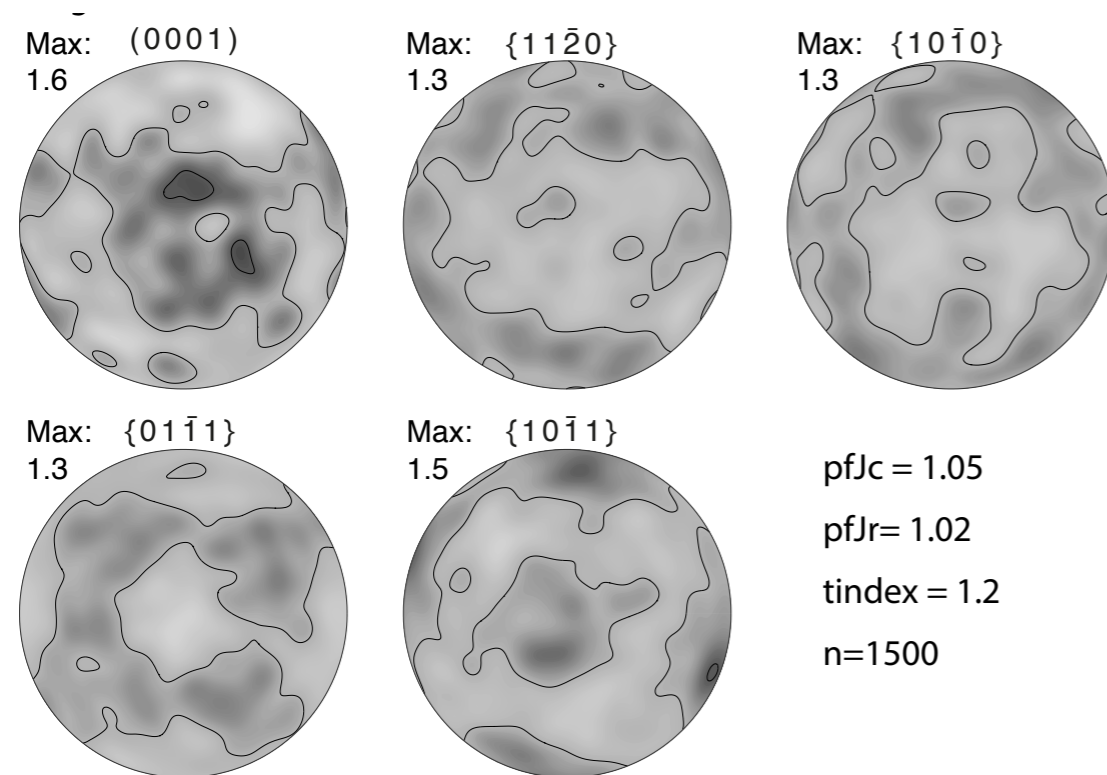 Max: (0001)
1.6
Max: {112̄0}
1.3
Max: {101̄0}
1.3
Max: {011̄1}
1.3
Max: {101̄1}
1.5
pfJc = 1.05
pfJr= 1.02
tindex = 1.2
n=1500